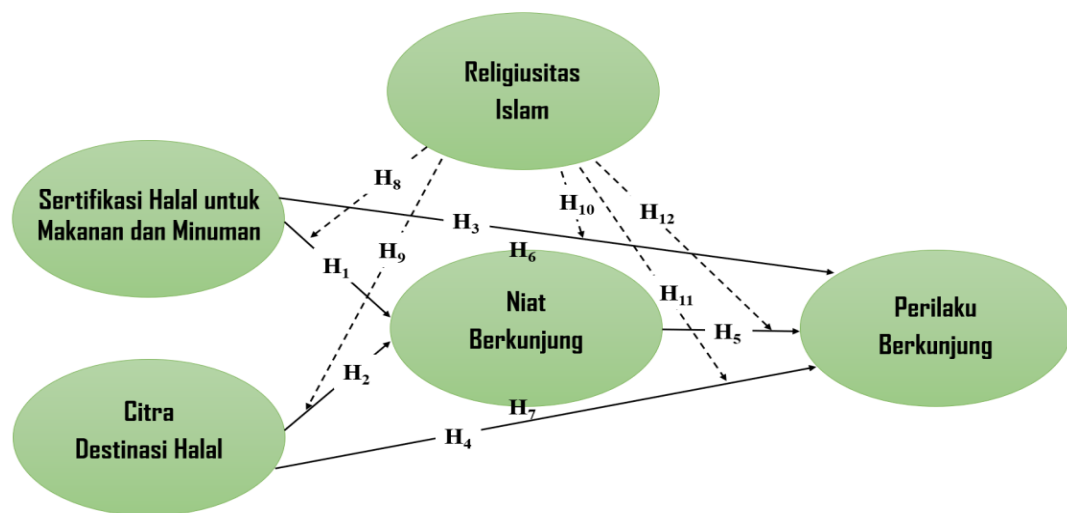 Religiusitas
Islam
Sertifikasi Halal untuk
Makanan dan Minuman
H8
H10
H12
H3
H9
H6
H1
H11
Niat
Berkunjung
Perilaku
Berkunjung
H5
H2
Citra
Destinasi Halal
H7
H4